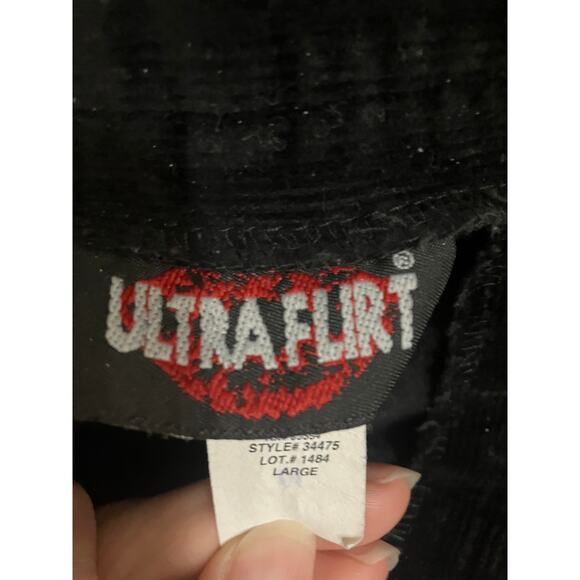 ULTRA FLIRT®
STYLE# 34475
LOT.# 1484
LARGE